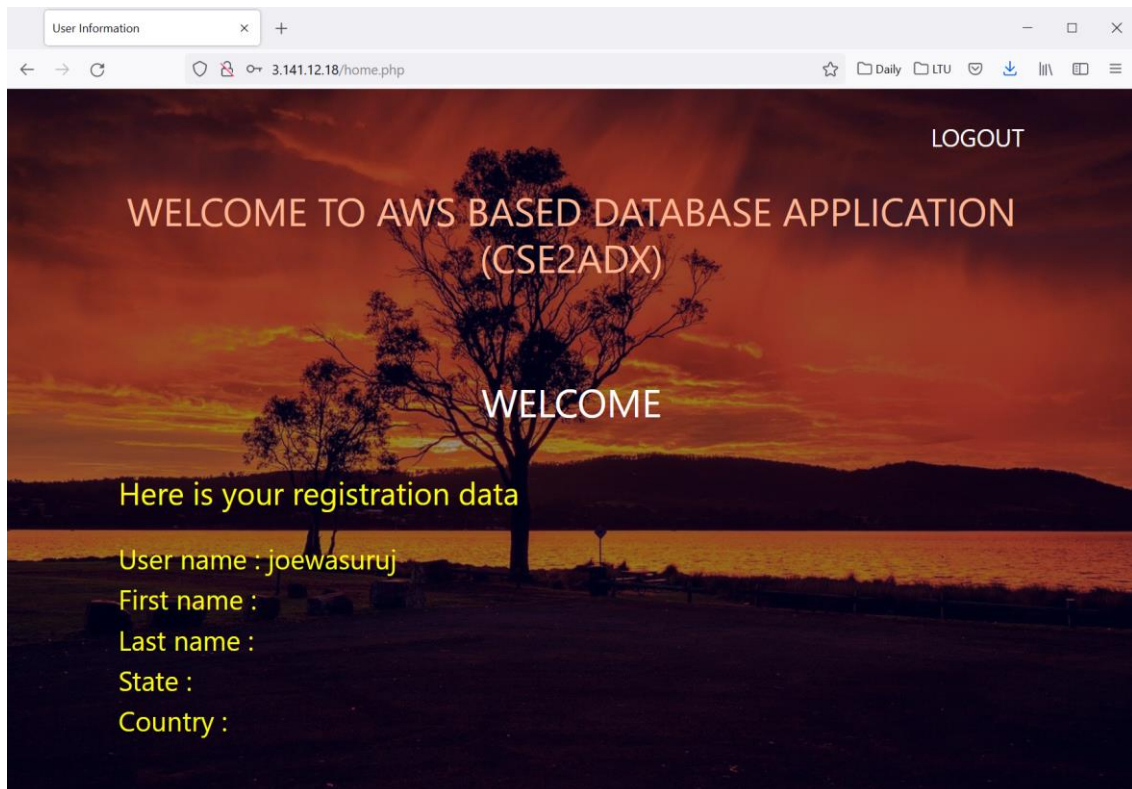 User Information
3.141.12.18/home.php
Daily
LTU
LOGOUT
WELCOME TO AWS BASED DATABASE APPLICATION
(CSE2ADX)
WELCOME
Here is your registration data
User name : joewasuruj
First name :
Last name :
State :
Country :